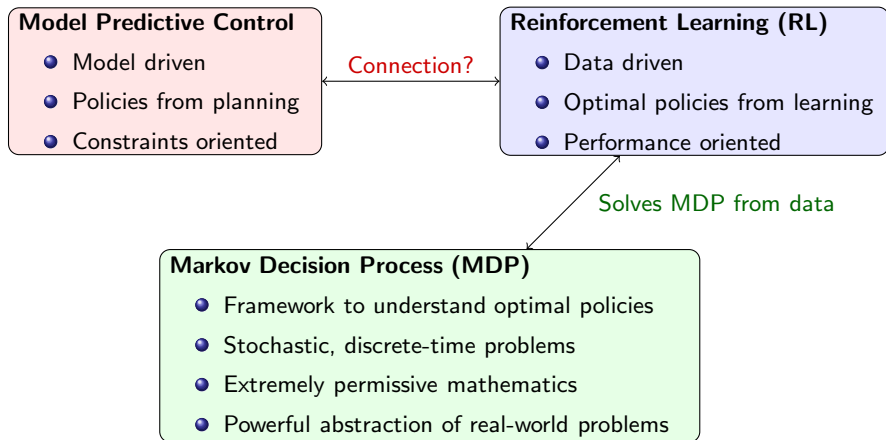 Model Predictive Control
Model driven
Policies from planning
Constraints oriented
Connection?
Reinforcement Learning (RL)
Data driven
Optimal policies from learning
Performance oriented
Solves MDP from data
Markov Decision Process (MDP)
Framework to understand optimal policies
Stochastic, discrete-time problems
Extremely permissive mathematics
Powerful abstraction of real-world problems